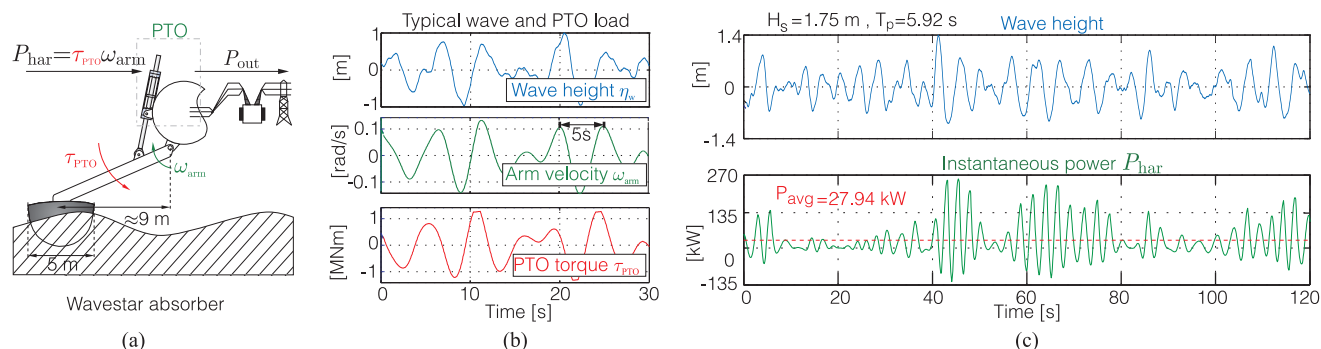 PTO
P_har=τ_PTO ω_arm
P_out
τ_PTO
ω_arm
≈9 m
5 m
Wavestar absorber
(a)
Typical wave and PTO load
1
0
1
[m]
Wave height η_w
0.1
0
-0.1
[rad/s]
5s
Arm velocity ω_arm
1
0
-1
[MNm]
PTO torque τ_PTO
0
10
20
30
Time [s]
(b)
H_s=1.75 m , T_p=5.92 s
Wave height
1.4
0
-1.4
[m]
Instantaneous power P_har
270
135
0
-135
[kW]
P_avg=27.94 kW
0
20
40
60
80
100
120
Time [s]
(c)